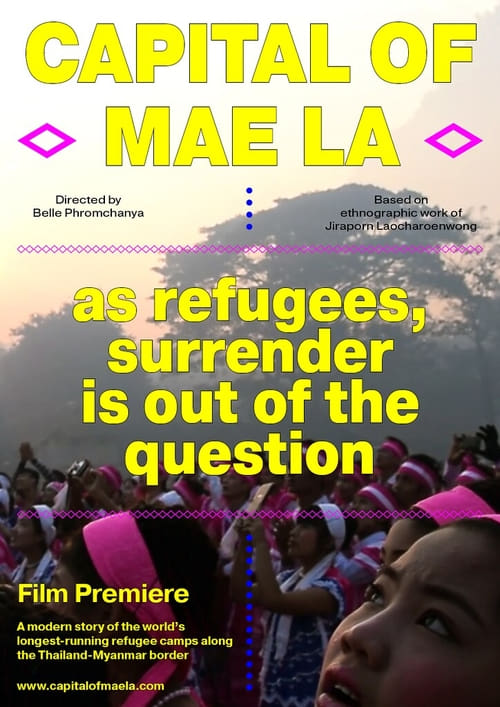 CAPITAL OF
MAE LA
Directed by
Belle Phromchanya
Based on
ethnographic work of
Jiraporn Laocharoenwong
as refugees,
surrender
is out of the
question
Film Premiere
A modern story of the world's
longest-running refugee camps along
the Thailand-Myanmar border
www.capitalofmaela.com